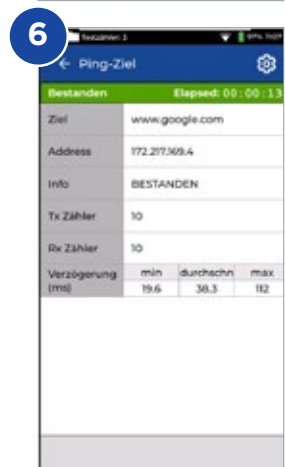 6
Testzähler: 3
Ping-Ziel
Bestanden Elapsed: 00:00:13
Ziel www.google.com
Address 172.217.169.4
Info BESTANDEN
Tx Zähler 10
Rx Zähler 10
Verzögerung (ms) min durchschn max
19.6 38.3 112